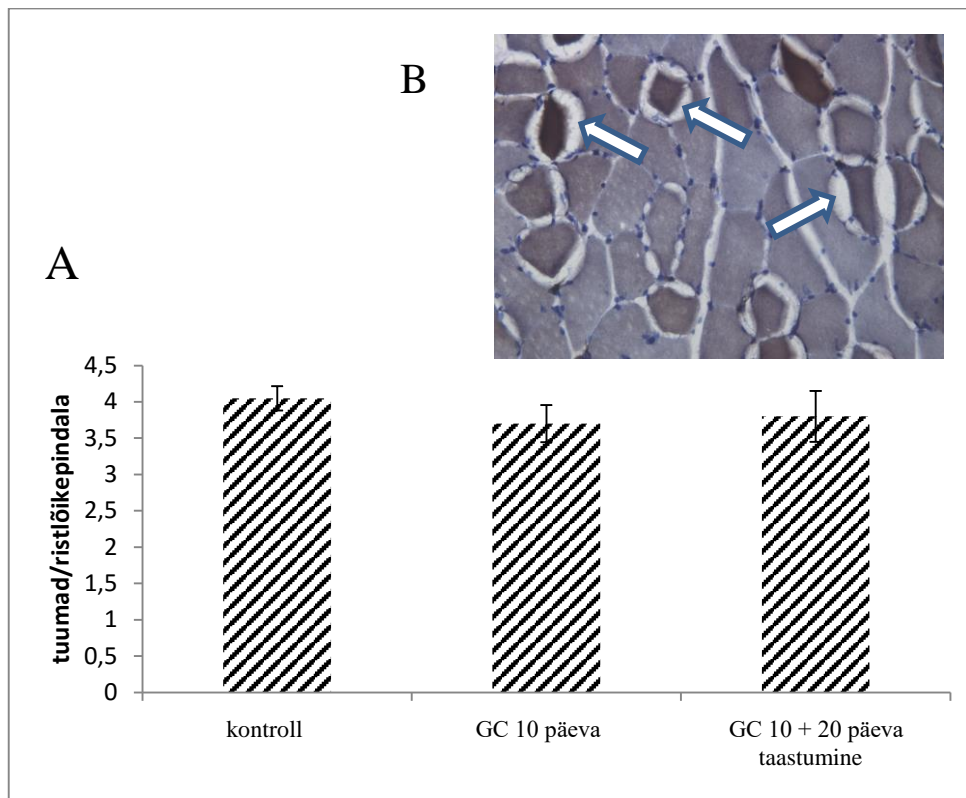 B
A
tuumad/ristlõikepindala
4,5
4
3,5
3
2,5
2
1,5
1
0,5
0
kontroll
GC 10 päeva
GC 10 + 20 päeva
taastumine